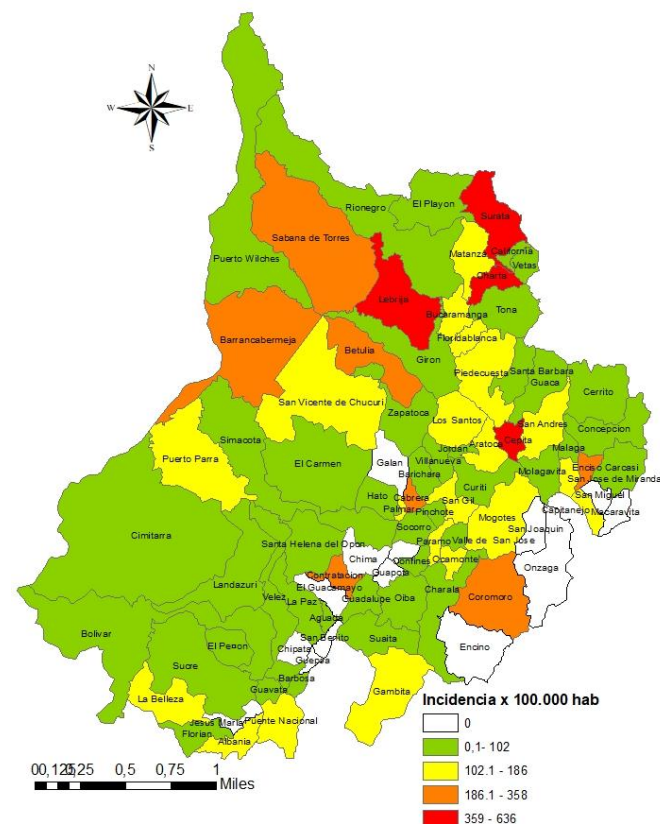 N
W E
S
Rionegro
El Playon
Surata
Sabana de Torres
Matanza
California
Vetas
Puerto Wilches
Charta
Lebrija
Tona
Bucaramanga
Barrancabermeja
Floridablanca
Betulia
Giron
Piedecuesta
Santa Barbara
Guaca
Cerrito
San Vicente de Chucuri
Zapatoca
Los Santos
San Andres
Concepcion
Simacota
Jordan
Aratoca
Cepita
Malaga
Galan
Villanueva
Puerto Parra
El Carmen
Barichara
Molagavita
Enciso
Carcasi
San Jose de Miranda
Curiti
Hato
Cabrera
San Gil
San Miguel
Palmar
Pinchote
Mogotes
Capitanejo
Macaravita
Cimitarra
Santa Helena del Opon
Socorro
San Joaquin
Paramo
Valle de San Jose
Chima
Confines
Ocamonte
Onzaga
Guapota
Contratacion
Landazuri
El Guacamayo
Velez
Guadalupe
Oiba
Charala
Coromoro
La Paz
Aguada
Bolivar
El Penon
San Benito
Suaita
Encino
Chipata
Sucre
Guepsa
Barbosa
Guavata
Gambita
La Belleza
Jesus Maria
Puente Nacional
Florian
Albania
Incidencia x 100.000 hab
0
0,1- 102
102.1 - 186
186.1 - 358
359 - 636
0,5 0,75 1
Miles